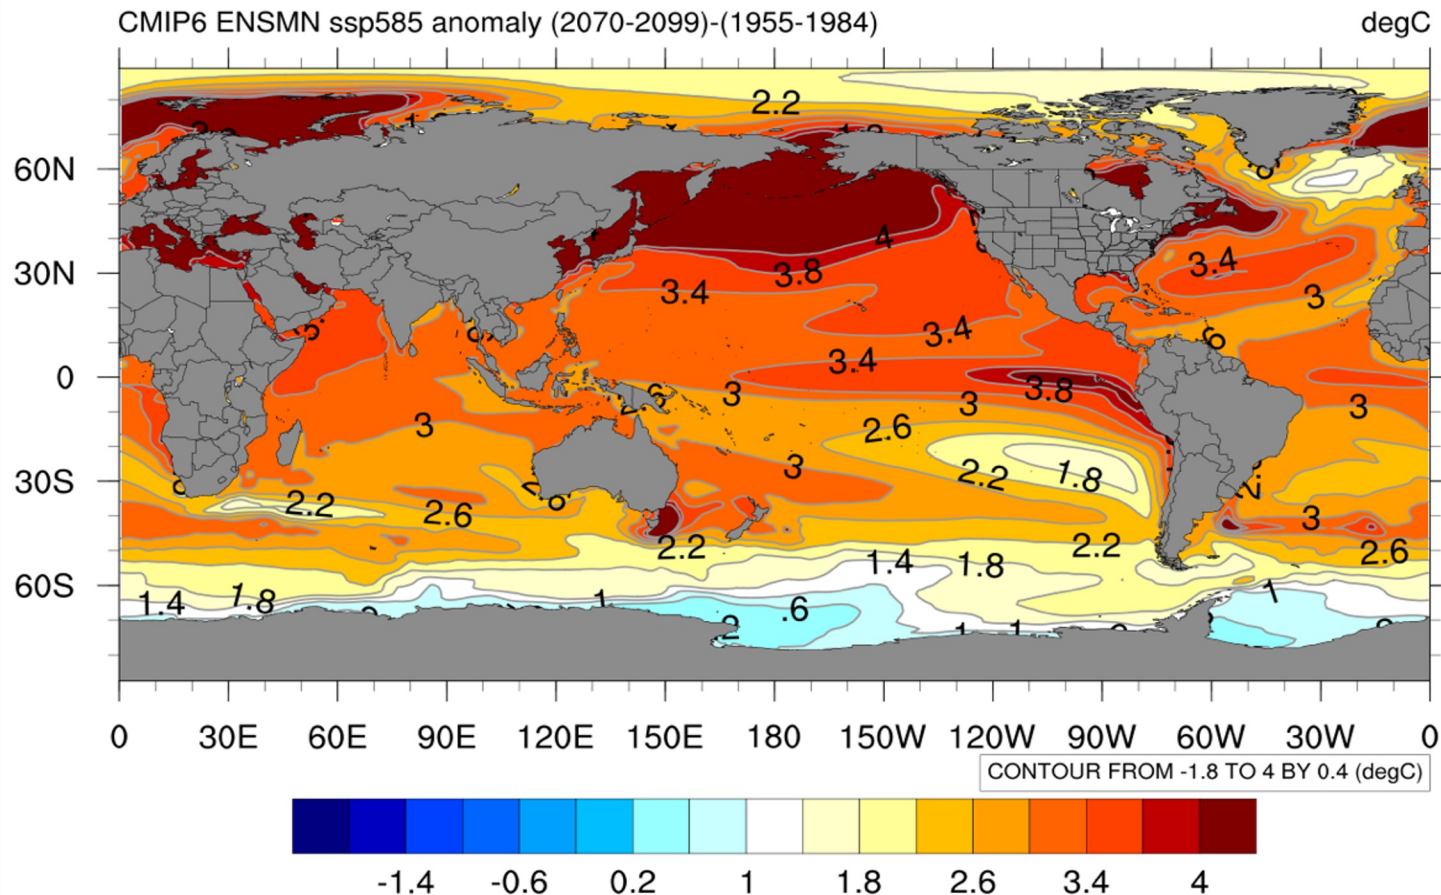 CMIP6 ENSMN ssp585 anomaly (2070-2099)-(1955-1984) degC
2.2
60N
4
30N 3.4 3.8 3.4 3
3.4
0 3.4 3.8
3 3 3
3 2.6
30S 3 2.2 1.8
2.2 2.6 3
2.2 2.2 2.6
1.4 1.8
60S 1.4 1.8 1 .6 1
0 30E 60E 90E 120E 150E 180 150W 120W 90W 60W 30W 0
CONTOUR FROM -1.8 TO 4 BY 0.4 (degC)
-1.4 -0.6 0.2 1 1.8 2.6 3.4 4